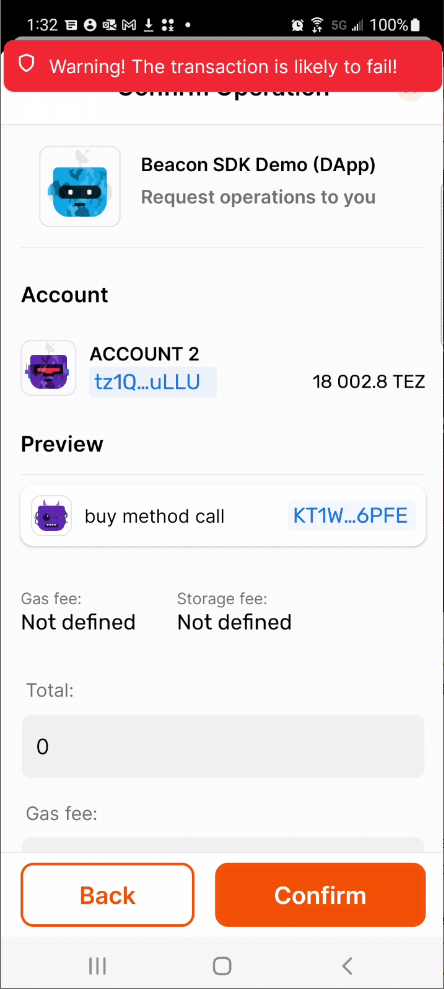 1:32
5G
100%
Warning! The transaction is likely to fail!
Confirm Operation
Beacon SDK Demo (DApp)
Request operations to you
Account
ACCOUNT 2
tz1Q...uLLU
18 002.8 TEZ
Preview
buy method call
KT1W...6PFE
Gas fee:
Storage fee:
Not defined
Not defined
Total:
0
Gas fee:
Back
Confirm